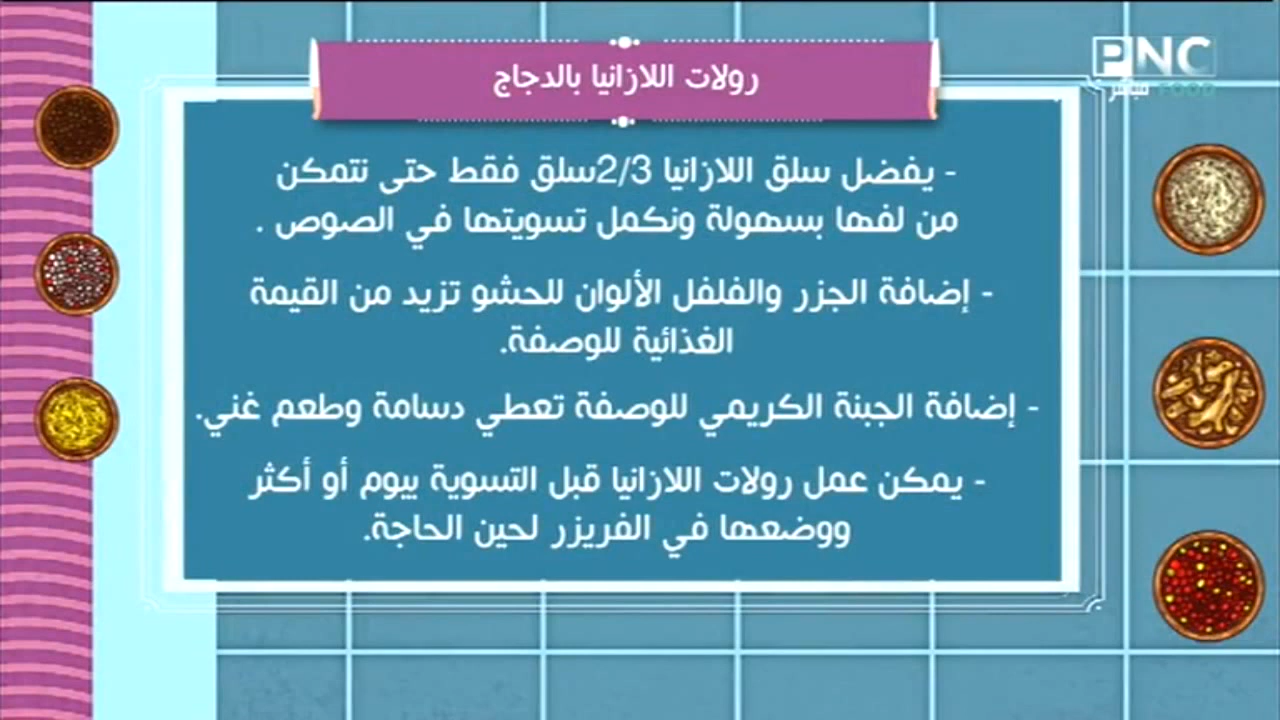 PNC
FOOD مباشر
رولات اللازانيا بالدجاج
- يفضل سلق اللازانيا 2/3سلق فقط حتى نتمكن
من لفها بسهولة ونكمل تسويتها في الصوص .
- إضافة الجزر والفلفل الألوان للحشو تزيد من القيمة
الغذائية للوصفة.
- إضافة الجبنة الكريمي للوصفة تعطي دسامة وطعم غني.
- يمكن عمل رولات اللازانيا قبل التسوية بيوم أو أكثر
ووضعها في الفريزر لحين الحاجة.